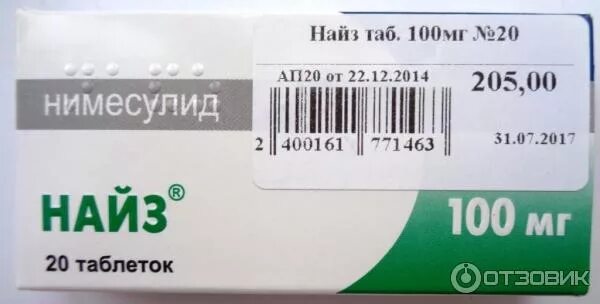 Найз таб. 100мг №20
АП20 от 22.12.2014
205,00
2 400161 771463
31.07.2017
нимесулид
НАЙЗ®
100 мг
20 таблеток
ОТЗОВИК